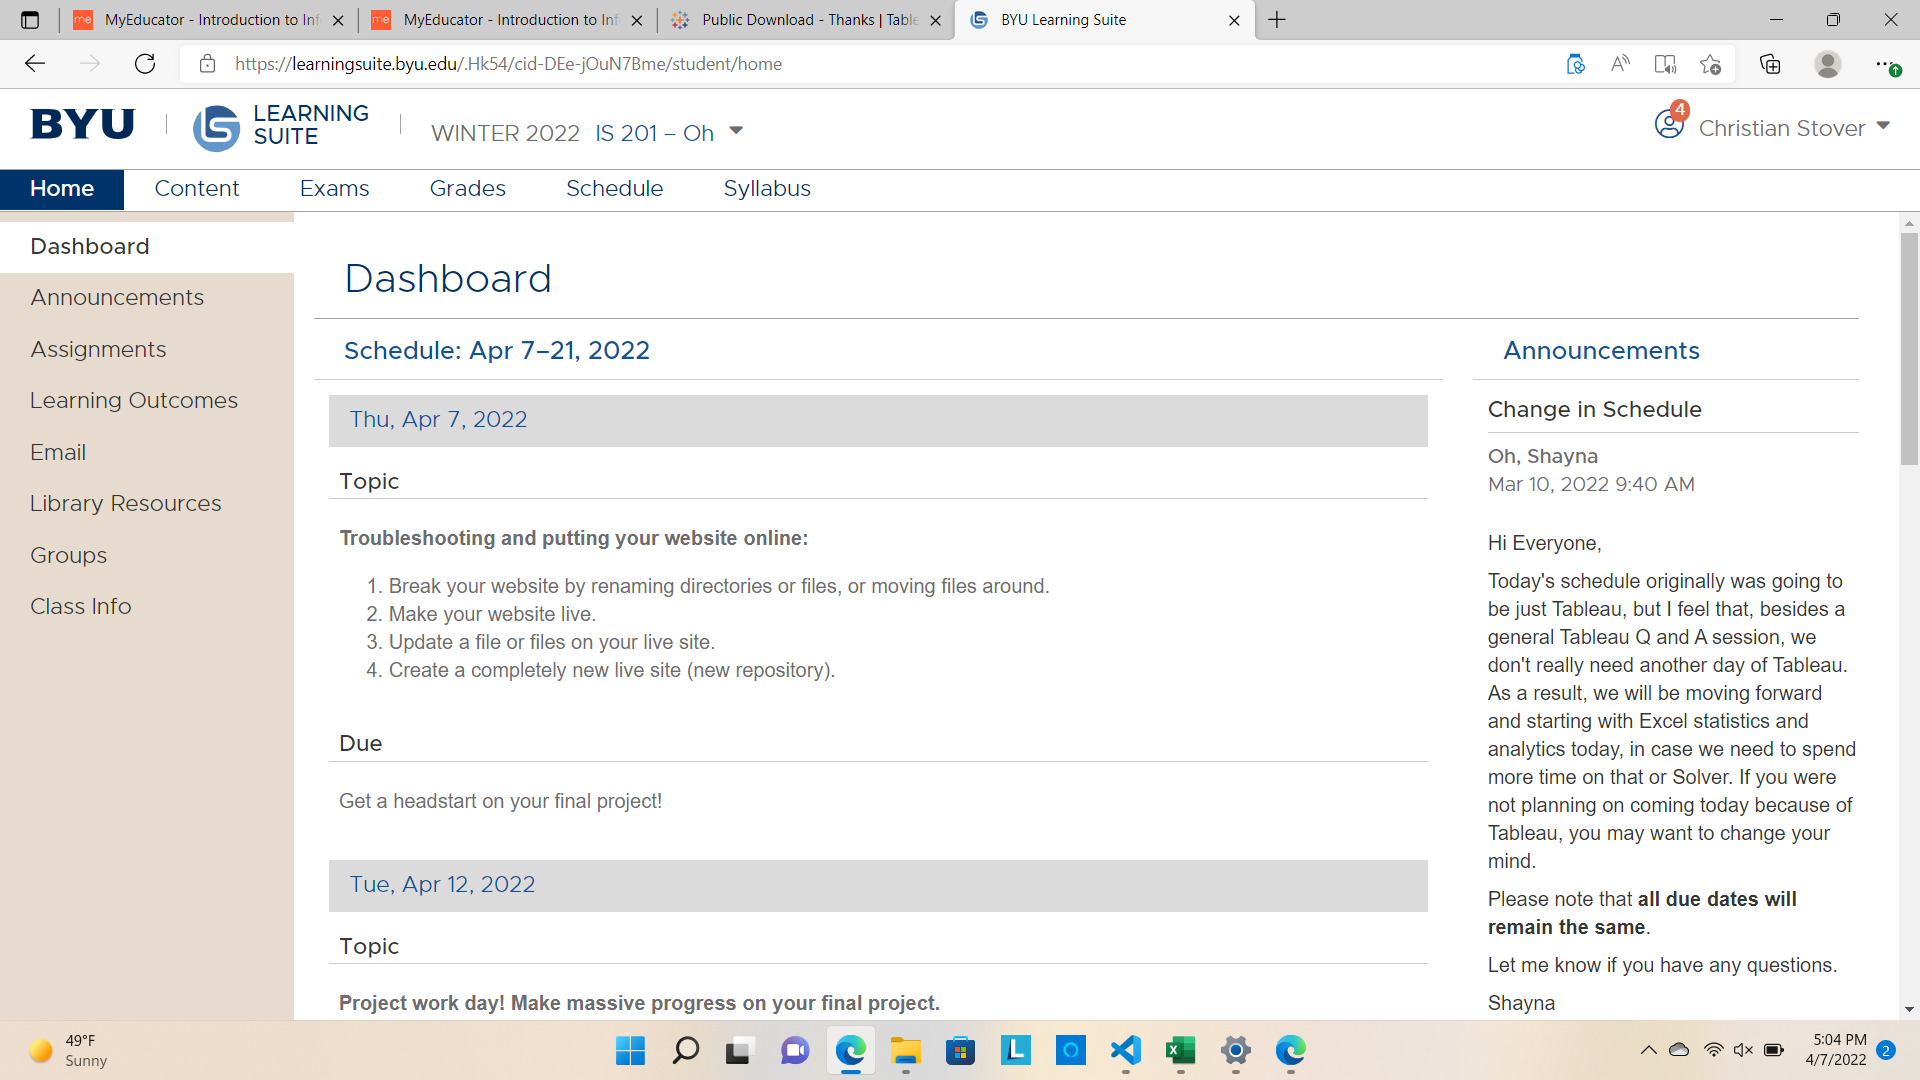 MyEducator - Introduction to Inf
MyEducator - Introduction to Inf
Public Download - Thanks | Table
BYU Learning Suite
https://learningsuite.byu.edu/.Hk54/cid-DEe-jOuN7Bme/student/home
BYU
LEARNING
SUITE
WINTER 2022 IS 201 – Oh
4
Christian Stover
Home
Content
Exams
Grades
Schedule
Syllabus
Dashboard
Announcements
Assignments
Learning Outcomes
Email
Library Resources
Groups
Class Info
Dashboard
Schedule: Apr 7–21, 2022
Thu, Apr 7, 2022
Topic
Troubleshooting and putting your website online:
1. Break your website by renaming directories or files, or moving files around.
2. Make your website live.
3. Update a file or files on your live site.
4. Create a completely new live site (new repository).
Due
Get a headstart on your final project!
Tue, Apr 12, 2022
Topic
Project work day! Make massive progress on your final project.
Announcements
Change in Schedule
Oh, Shayna
Mar 10, 2022 9:40 AM
Hi Everyone,
Today's schedule originally was going to
be just Tableau, but I feel that, besides a
general Tableau Q and A session, we
don't really need another day of Tableau.
As a result, we will be moving forward
and starting with Excel statistics and
analytics today, in case we need to spend
more time on that or Solver. If you were
not planning on coming today because of
Tableau, you may want to change your
mind.
Please note that all due dates will
remain the same.
Let me know if you have any questions.
Shayna
49°F
Sunny
5:04 PM
4/7/2022
2